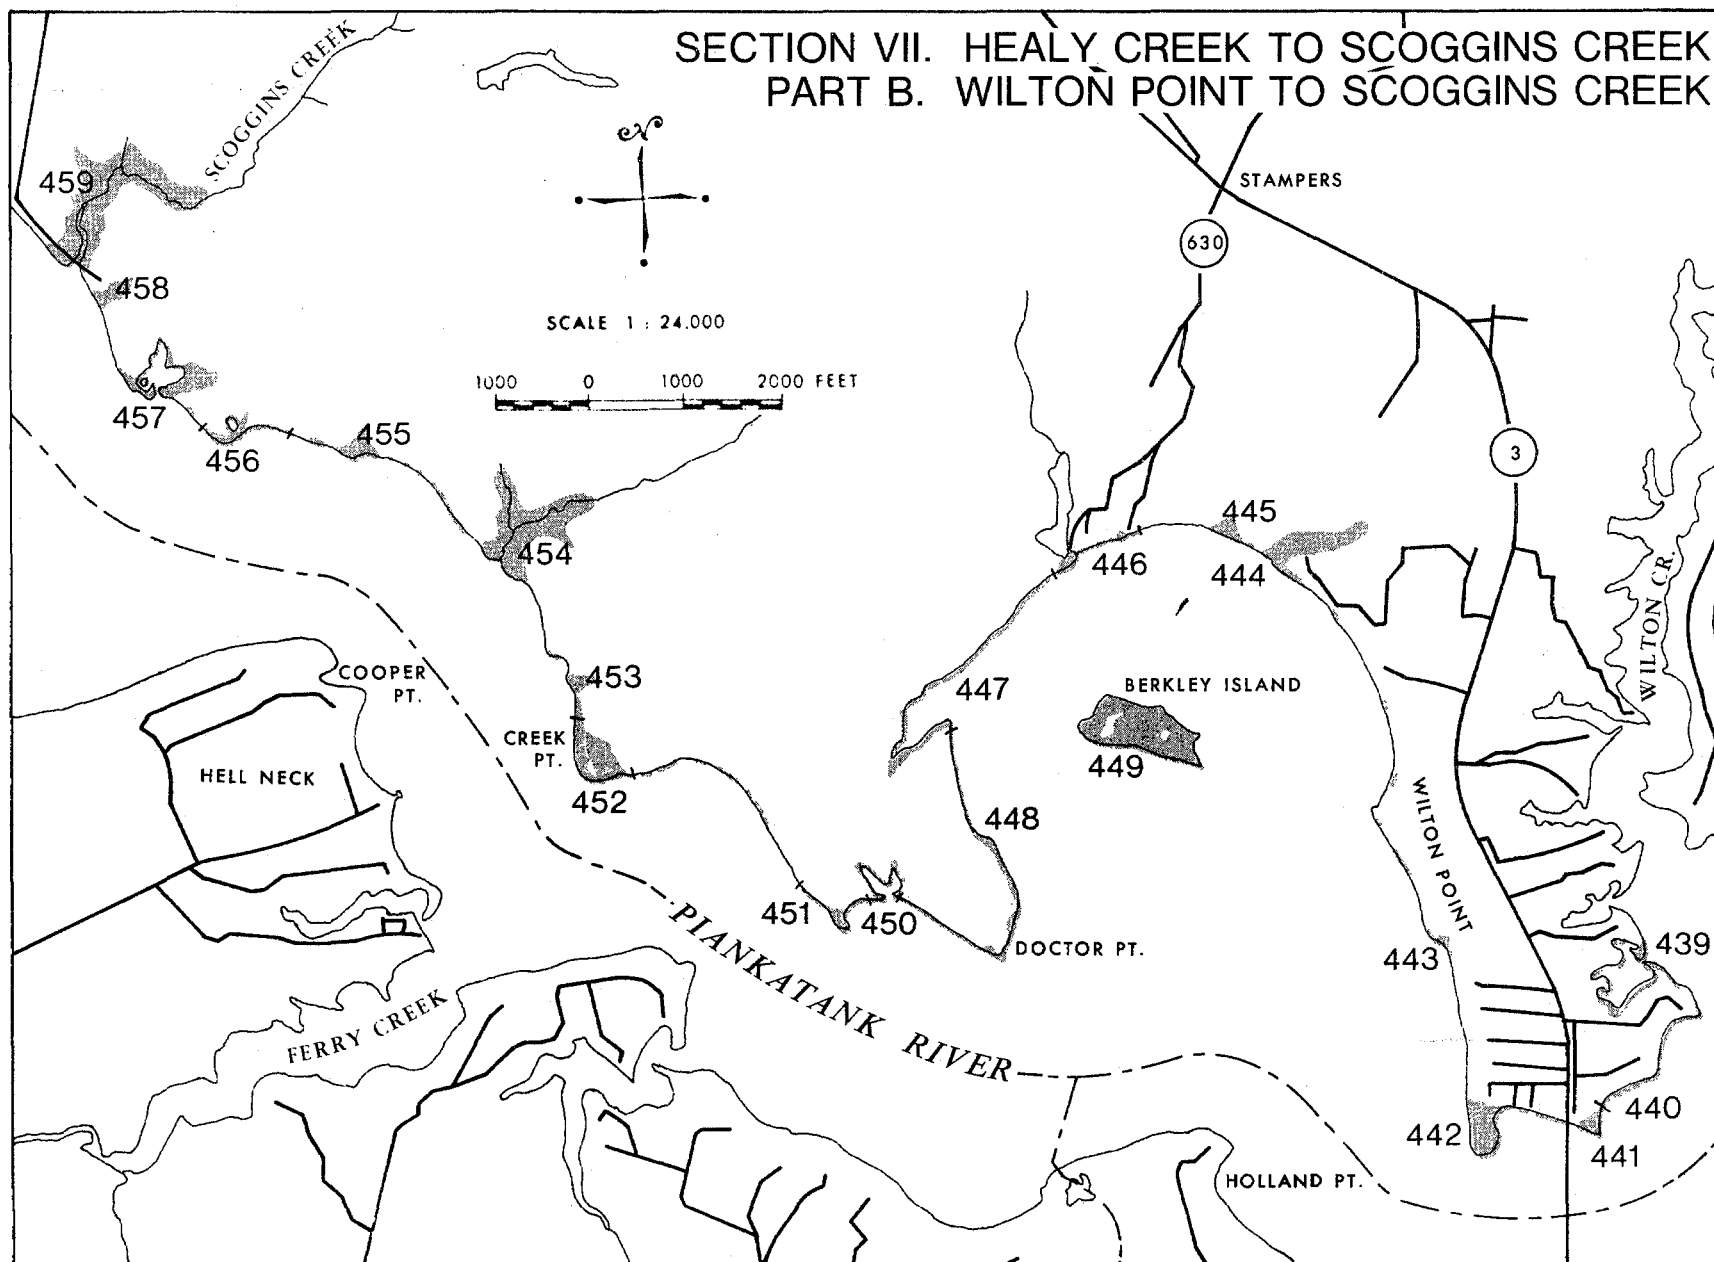 SECTION VII. HEALY CREEK TO SCOGGINS CREEK
PART B. WILTON POINT TO SCOGGINS CREEK
SCOGGINS CREEK
N
459
STAMPERS
630
458
SCALE 1 : 24,000
1000 0 1000 2000 FEET
457
455
456
3
454
445
446
444
WILTON CR.
COOPER
PT.
453
447
BERKLEY ISLAND
CREEK
PT.
HELL NECK
449
452
448
WILTON POINT
451
450
DOCTOR PT.
443
439
PIANKATANK RIVER
FERRY CREEK
440
442
441
HOLLAND PT.